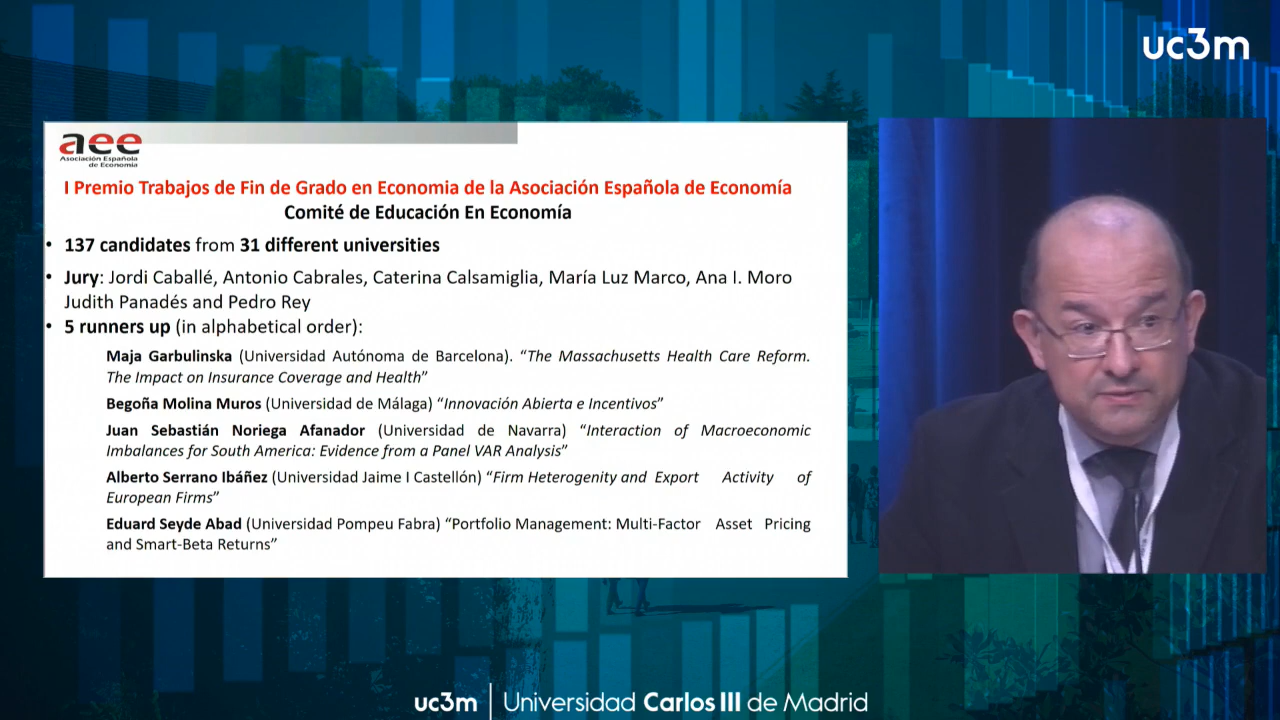 uc3m
aee
Asociación Española
de Economía
I Premio Trabajos de Fin de Grado en Economia de la Asociación Española de Economía
Comité de Educación En Economía
• 137 candidates from 31 different universities
• Jury: Jordi Caballé, Antonio Cabrales, Caterina Calsamiglia, María Luz Marco, Ana I. Moro
Judith Panadés and Pedro Rey
• 5 runners up (in alphabetical order):
Maja Garbulinska (Universidad Autónoma de Barcelona). “The Massachusetts Health Care Reform.
The Impact on Insurance Coverage and Health”
Begoña Molina Muros (Universidad de Málaga) “Innovación Abierta e Incentivos”
Juan Sebastián Noriega Afanador (Universidad de Navarra) “Interaction of Macroeconomic
Imbalances for South America: Evidence from a Panel VAR Analysis”
Alberto Serrano Ibáñez (Universidad Jaime I Castellón) “Firm Heterogenity and Export Activity of
European Firms”
Eduard Seyde Abad (Universidad Pompeu Fabra) “Portfolio Management: Multi-Factor Asset Pricing
and Smart-Beta Returns”
uc3m | Universidad Carlos III de Madrid